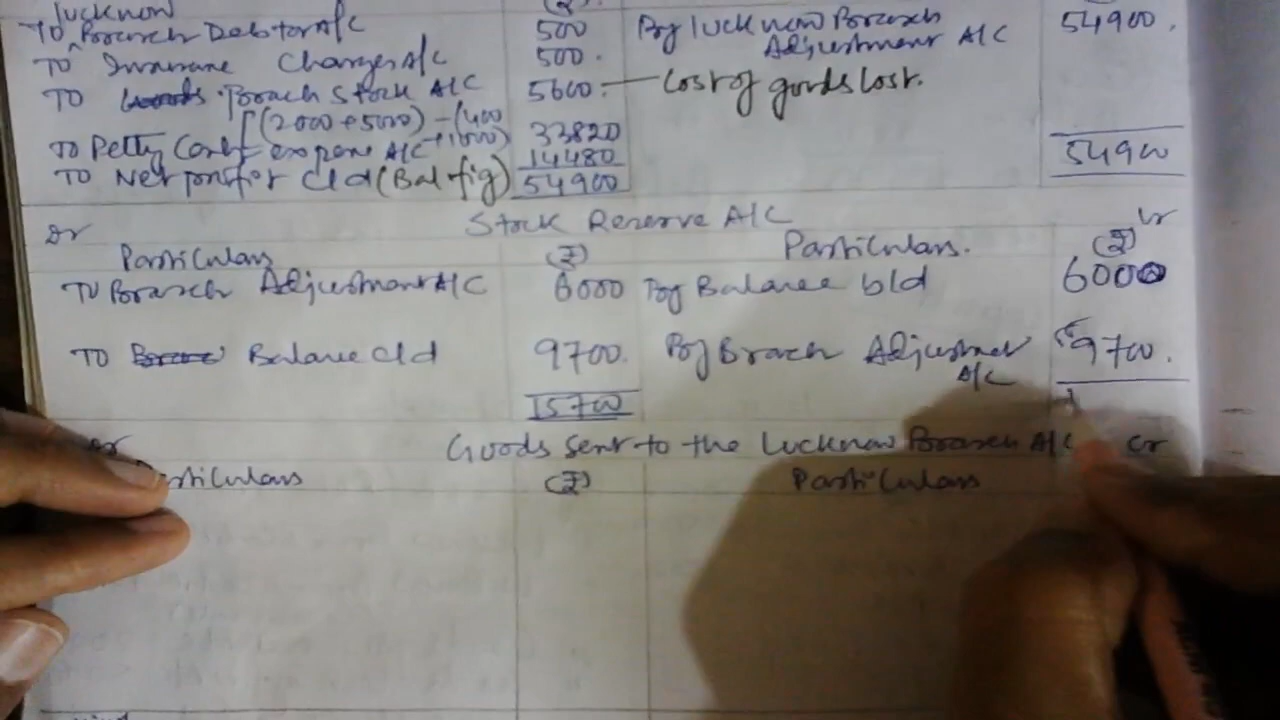 Lucknow
To Branch Debtor A/c 500 By lucknow Branch 54900.
Adjustment A/C
To Insurance Charges A/c 500.
To Branch Stock A/C 5600. — Cost of goods lost.
[(2000+5000) - (400
+1000)
To Petty Cash expense A/C 33820
To Net profit c/d (Bal fig) 14480
54900 54900
Stock Reserve A/C
Dr Cr
Particulars (₹) Particulars. (₹)
To Branch Adjustment A/C 6000 By Balance b/d 6000
To Balance c/d 9700. By Branch Adjustment 9700.
A/C
15700
Goods Sent to the Lucknow Branch A/C Cr
Particulars (₹) Particulars